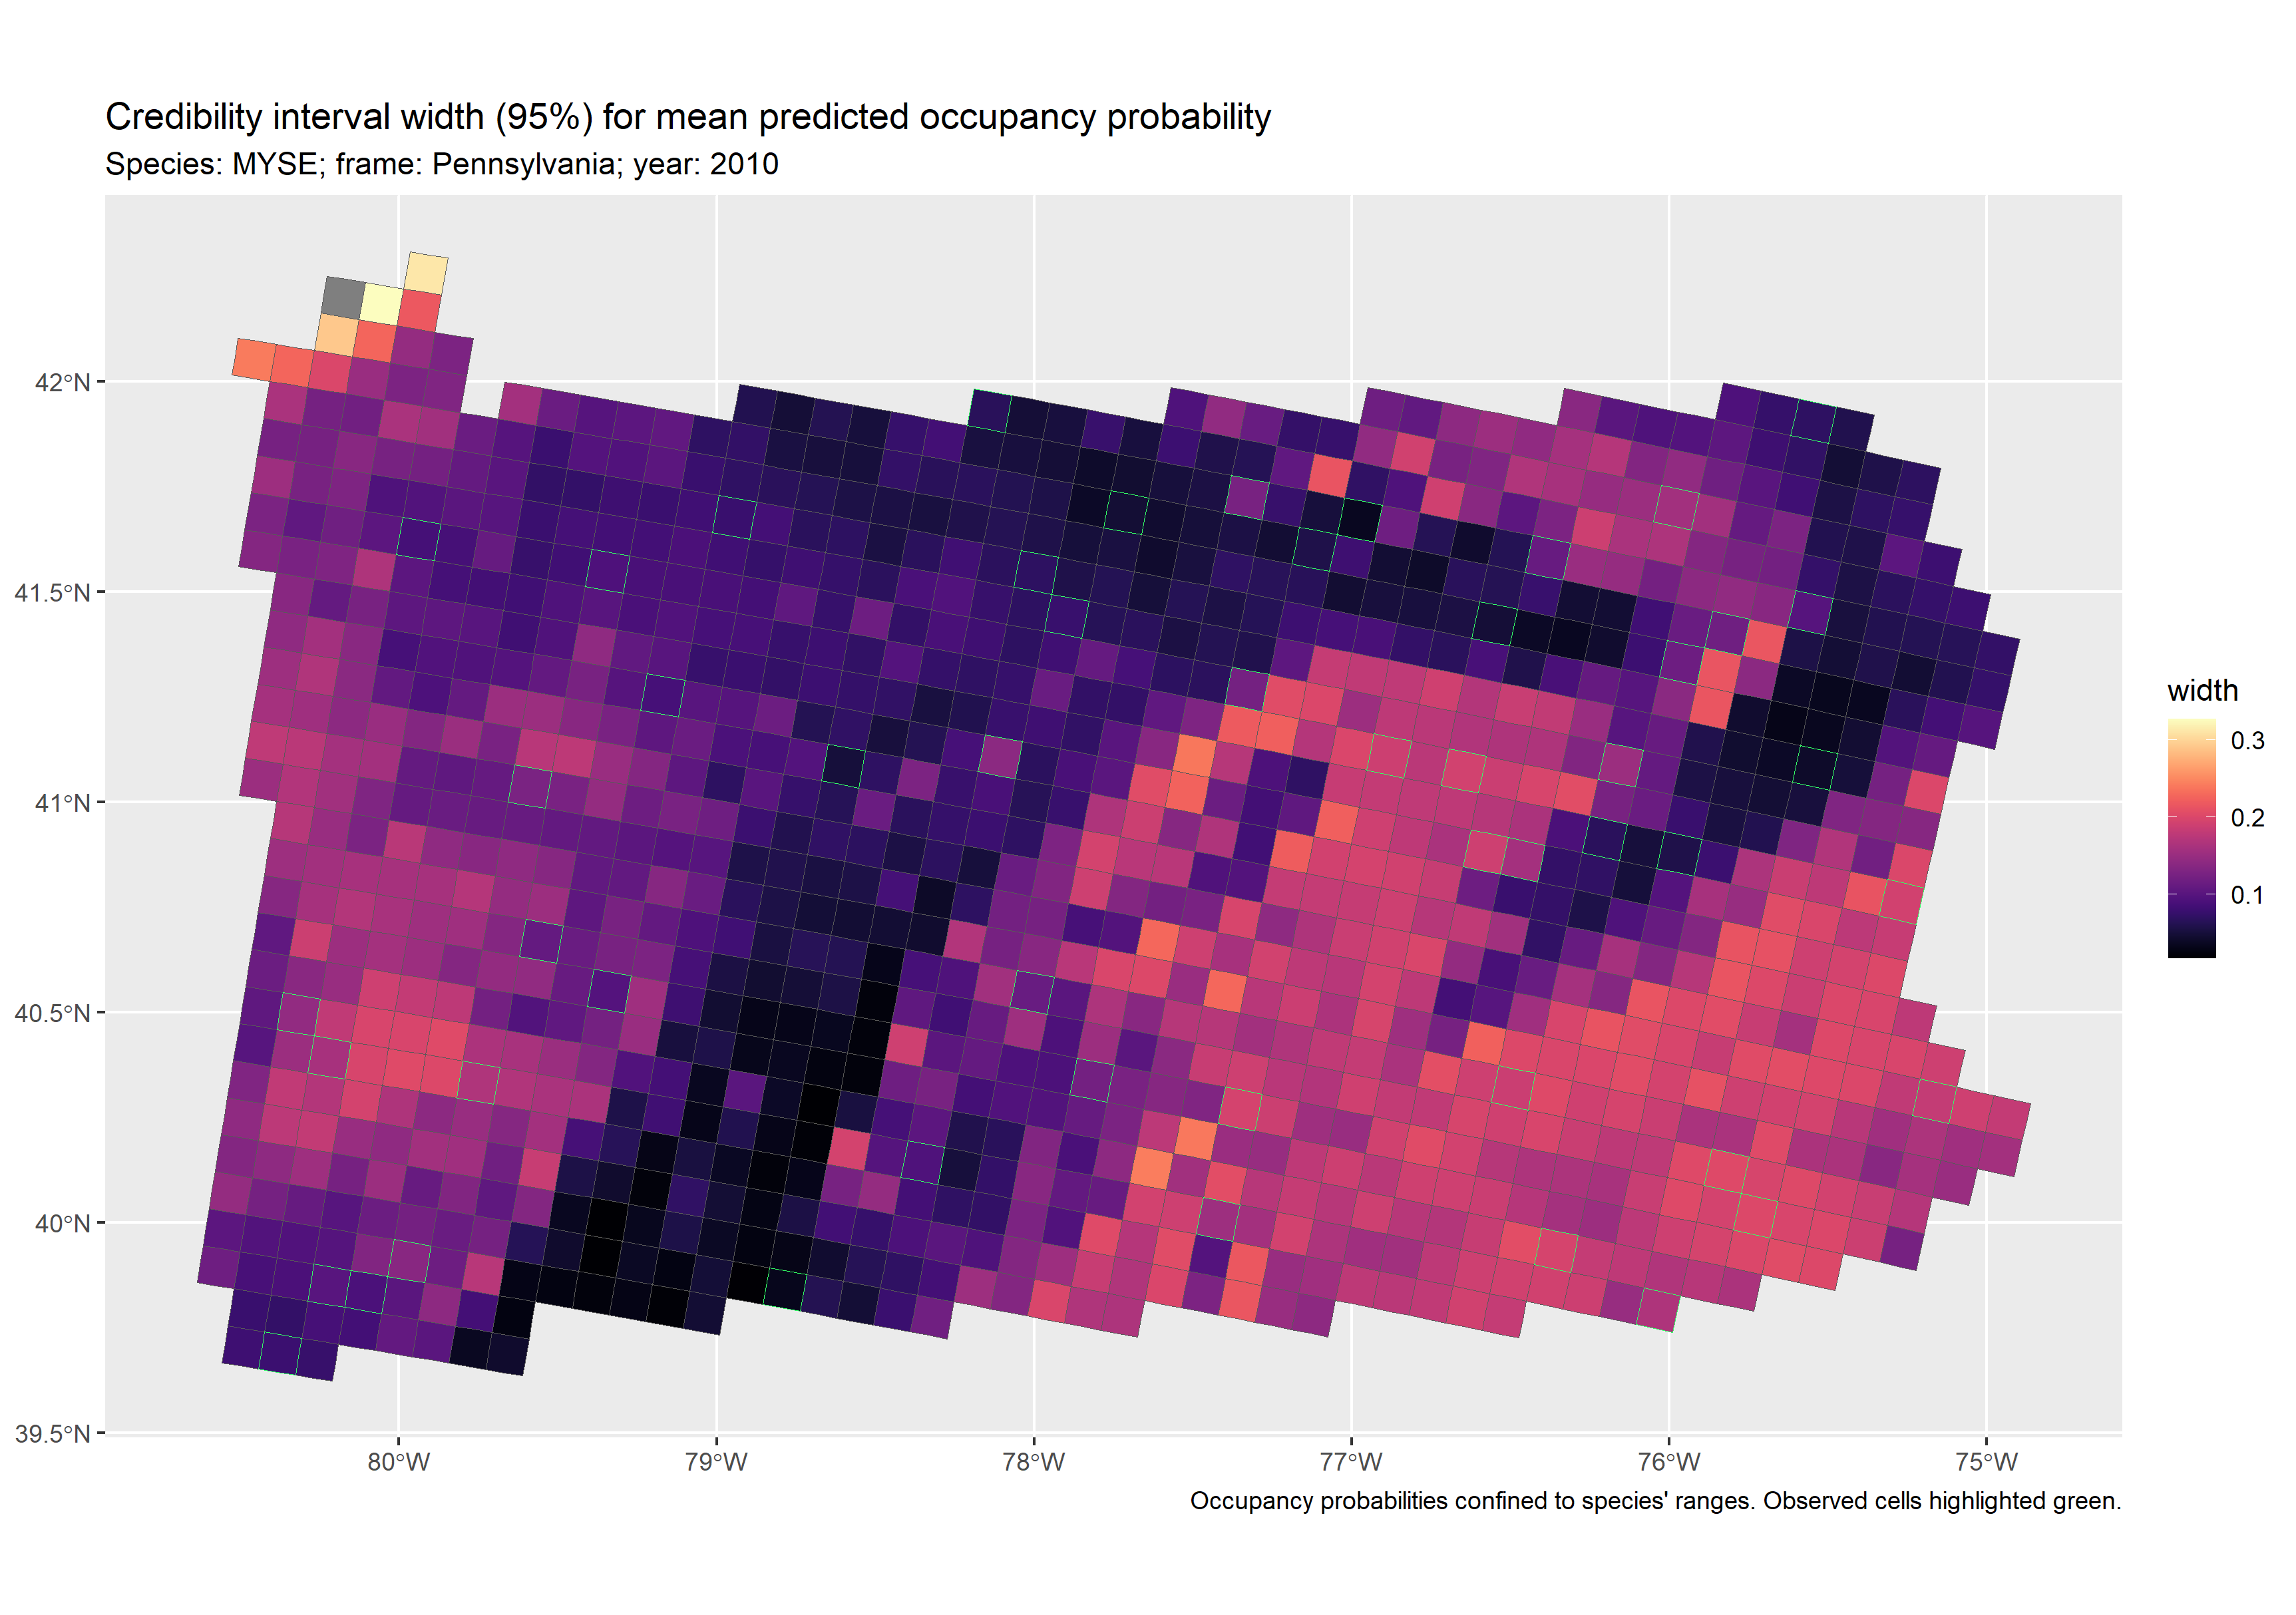 Credibility interval width (95%) for mean predicted occupancy probability
Species: MYSE; frame: Pennsylvania; year: 2010
42°N
41.5°N
41°N
40.5°N
40°N
39.5°N
80°W
79°W
78°W
77°W
76°W
75°W
width
0.3
0.2
0.1
Occupancy probabilities confined to species' ranges. Observed cells highlighted green.